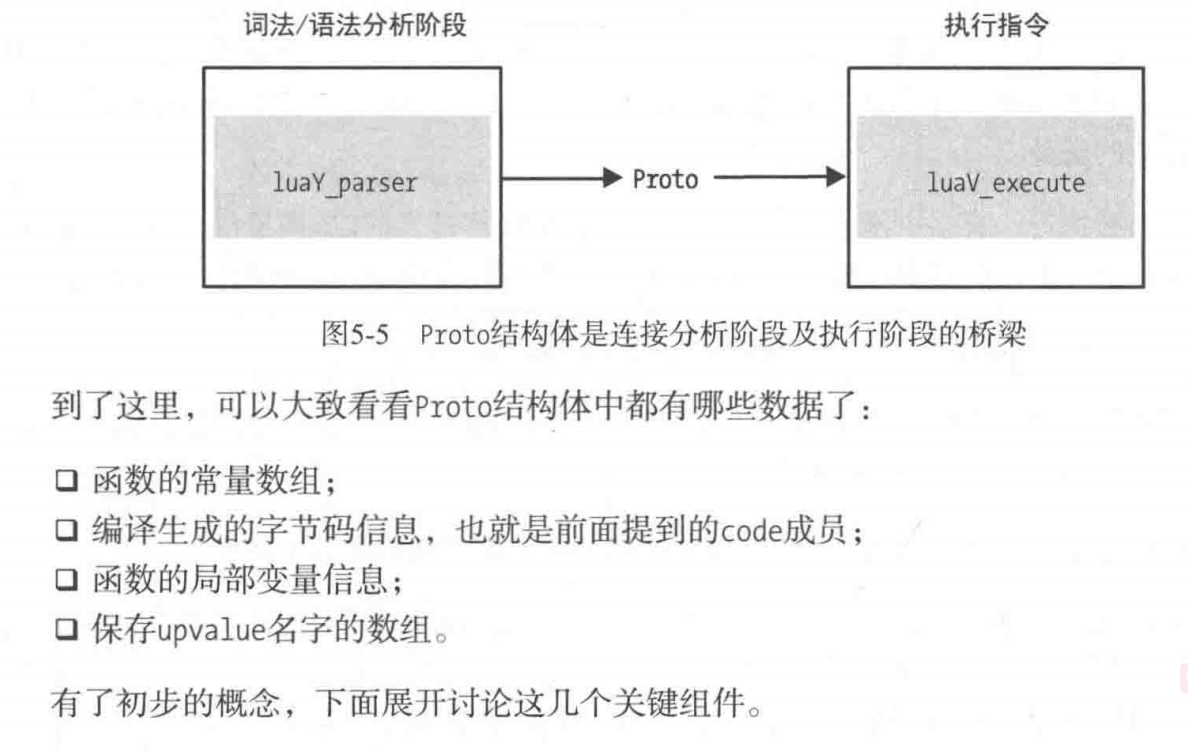 词法/语法分析阶段
执行指令
luaY_parser
Proto
luaV_execute
图5-5 Proto结构体是连接分析阶段及执行阶段的桥梁
到了这里，可以大致看看Proto结构体中都有哪些数据了：
❑ 函数的常量数组；
❑ 编译生成的字节码信息，也就是前面提到的code成员；
❑ 函数的局部变量信息；
❑ 保存upvalue名字的数组。
有了初步的概念，下面展开讨论这几个关键组件。